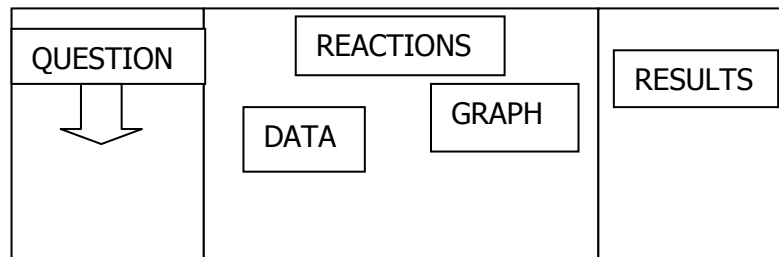 QUESTION
REACTIONS
DATA
GRAPH
RESULTS